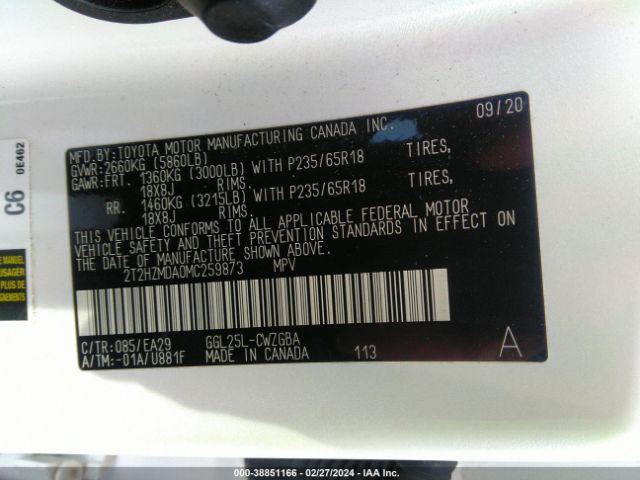 09/20
MFD.BY:TOYOTA MOTOR MANUFACTURING CANADA INC.
GVWR:2660KG (5860LB)
GAWR:FRT. 1360KG (3000LB) WITH P235/65R18 TIRES,
18X8J RIMS.
RR. 1460KG (3215LB) WITH P235/65R18 TIRES,
18X8J RIMS.
THIS VEHICLE CONFORMS TO ALL APPLICABLE FEDERAL MOTOR
VEHICLE SAFETY AND THEFT PREVENTION STANDARDS IN EFFECT ON
THE DATE OF MANUFACTURE SHOWN ABOVE.
2T2HZMDA0MC259873 MPV
C/TR:085/EA29 GGL25L-CWZGBA
A/TM:-01A/U881F MADE IN CANADA 113
A
C6
0E462
000-38851166 - 02/27/2024 - IAAI.COM